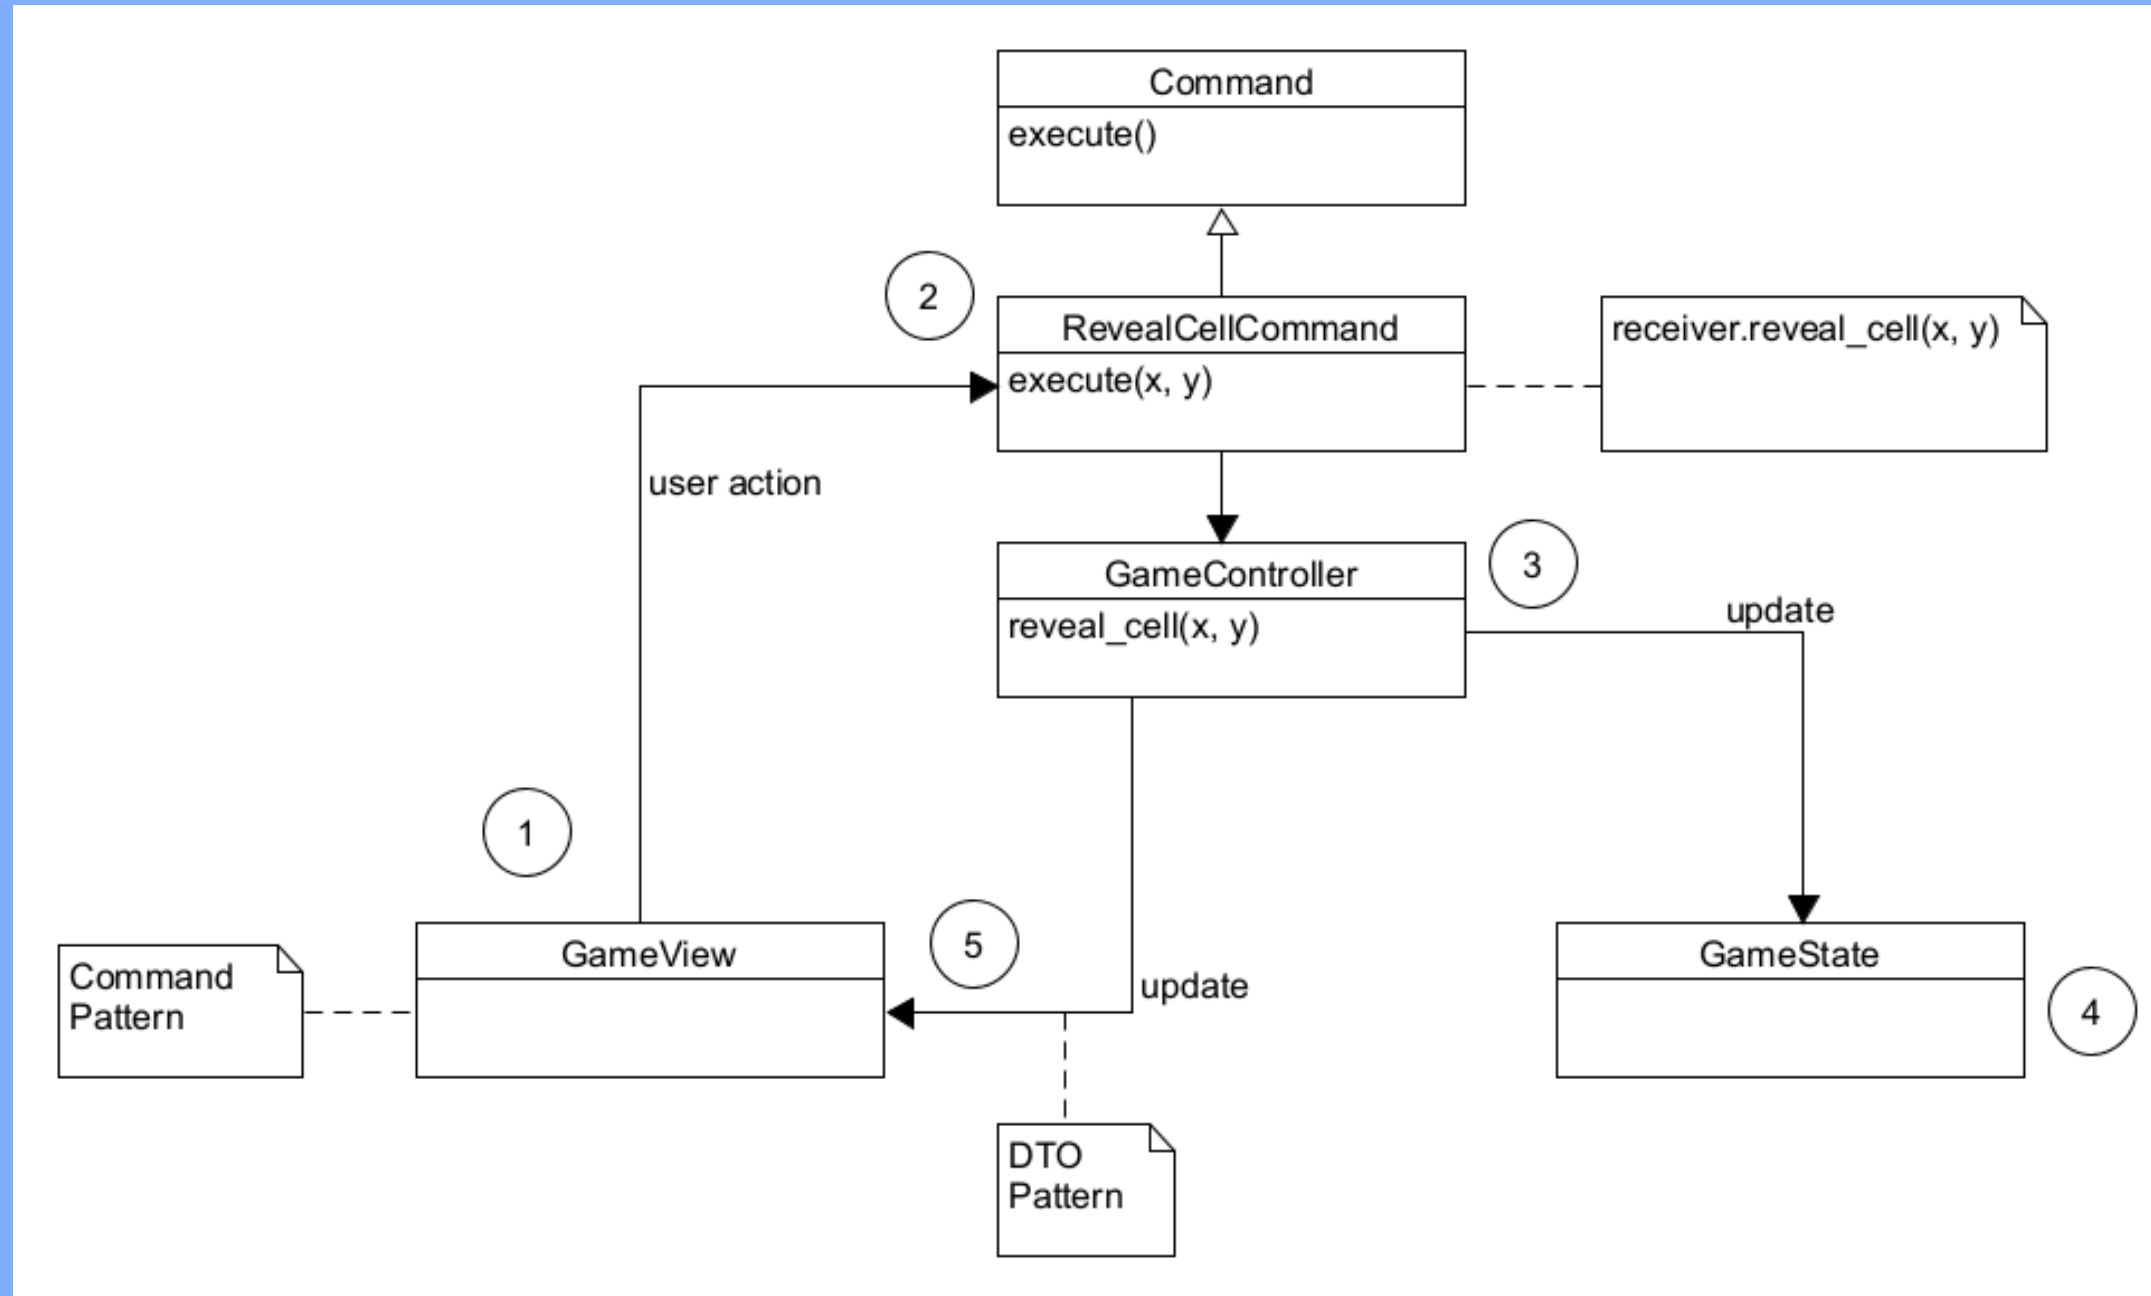 Command
execute()
2
RevealCellCommand
execute(x, y)
receiver.reveal_cell(x, y)
user action
GameController
reveal_cell(x, y)
3
update
1
GameView
5
update
GameState
4
Command
Pattern
DTO
Pattern